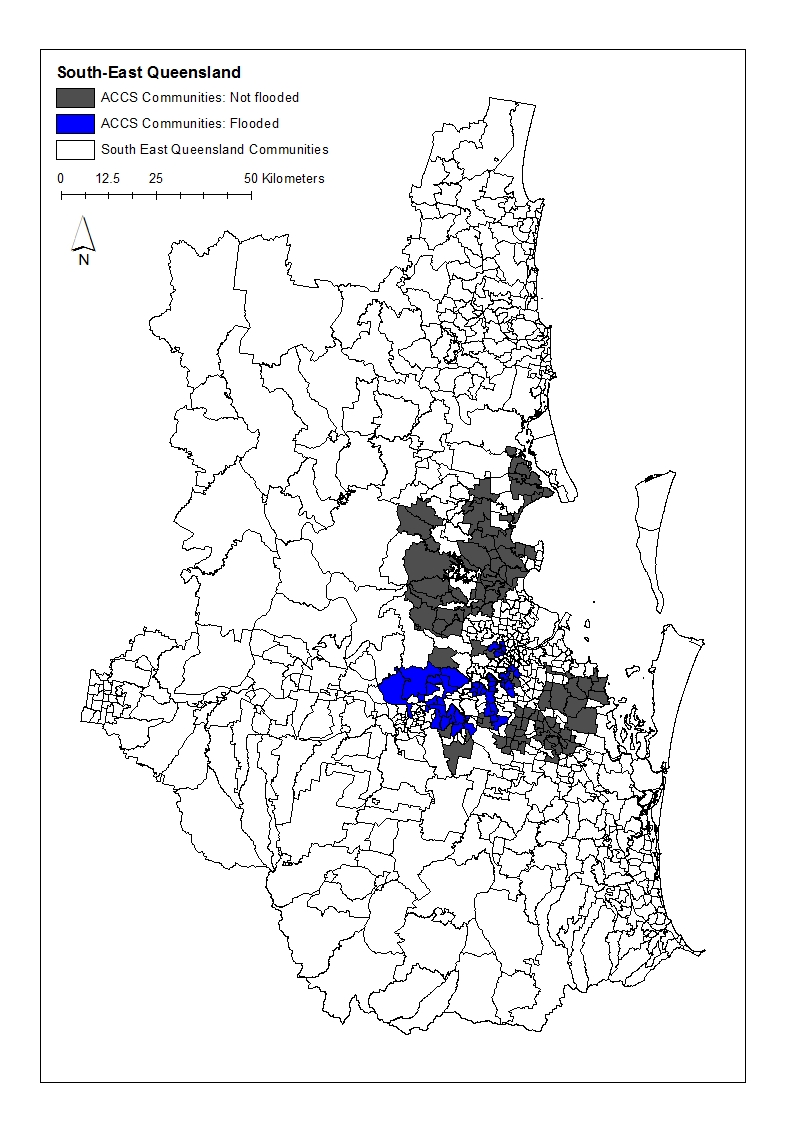 South-East Queensland
ACCS Communities: Not flooded
ACCS Communities: Flooded
South East Queensland Communities
0 12.5 25 50 Kilometers
N